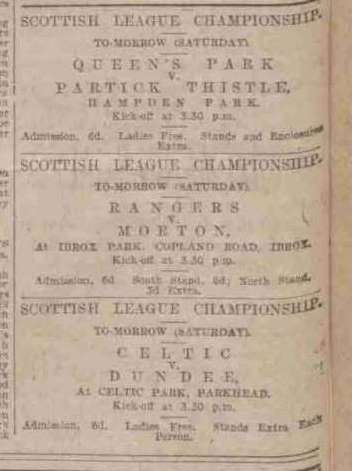 SCOTTISH LEAGUE CHAMPIONSHIP.
TO-MORROW (SATURDAY).
QUEEN'S PARK
V.
PARTICK THISTLE,
HAMPDEN PARK.
Kick-off at 3.30 p.m.
Admission, 6d. Ladies Free. Stands and Enclosures
Extra.
SCOTTISH LEAGUE CHAMPIONSHIP.
TO-MORROW (SATURDAY)
RANGERS
V.
MORTON,
At IBROX PARK, COPLAND ROAD, IBROX.
Kick-off at 3.30 p.m.
Admission, 6d South Stand, 6d; North Stand,
3d Extra.
SCOTTISH LEAGUE CHAMPIONSHIP.
TO-MORROW (SATURDAY).
CELTIC
V.
DUNDEE,
At CELTIC PARK, PARKHEAD.
Kick-off at 3.30 p.m.
Admission, 6d. Ladies Free. Stands Extra Each
Person.